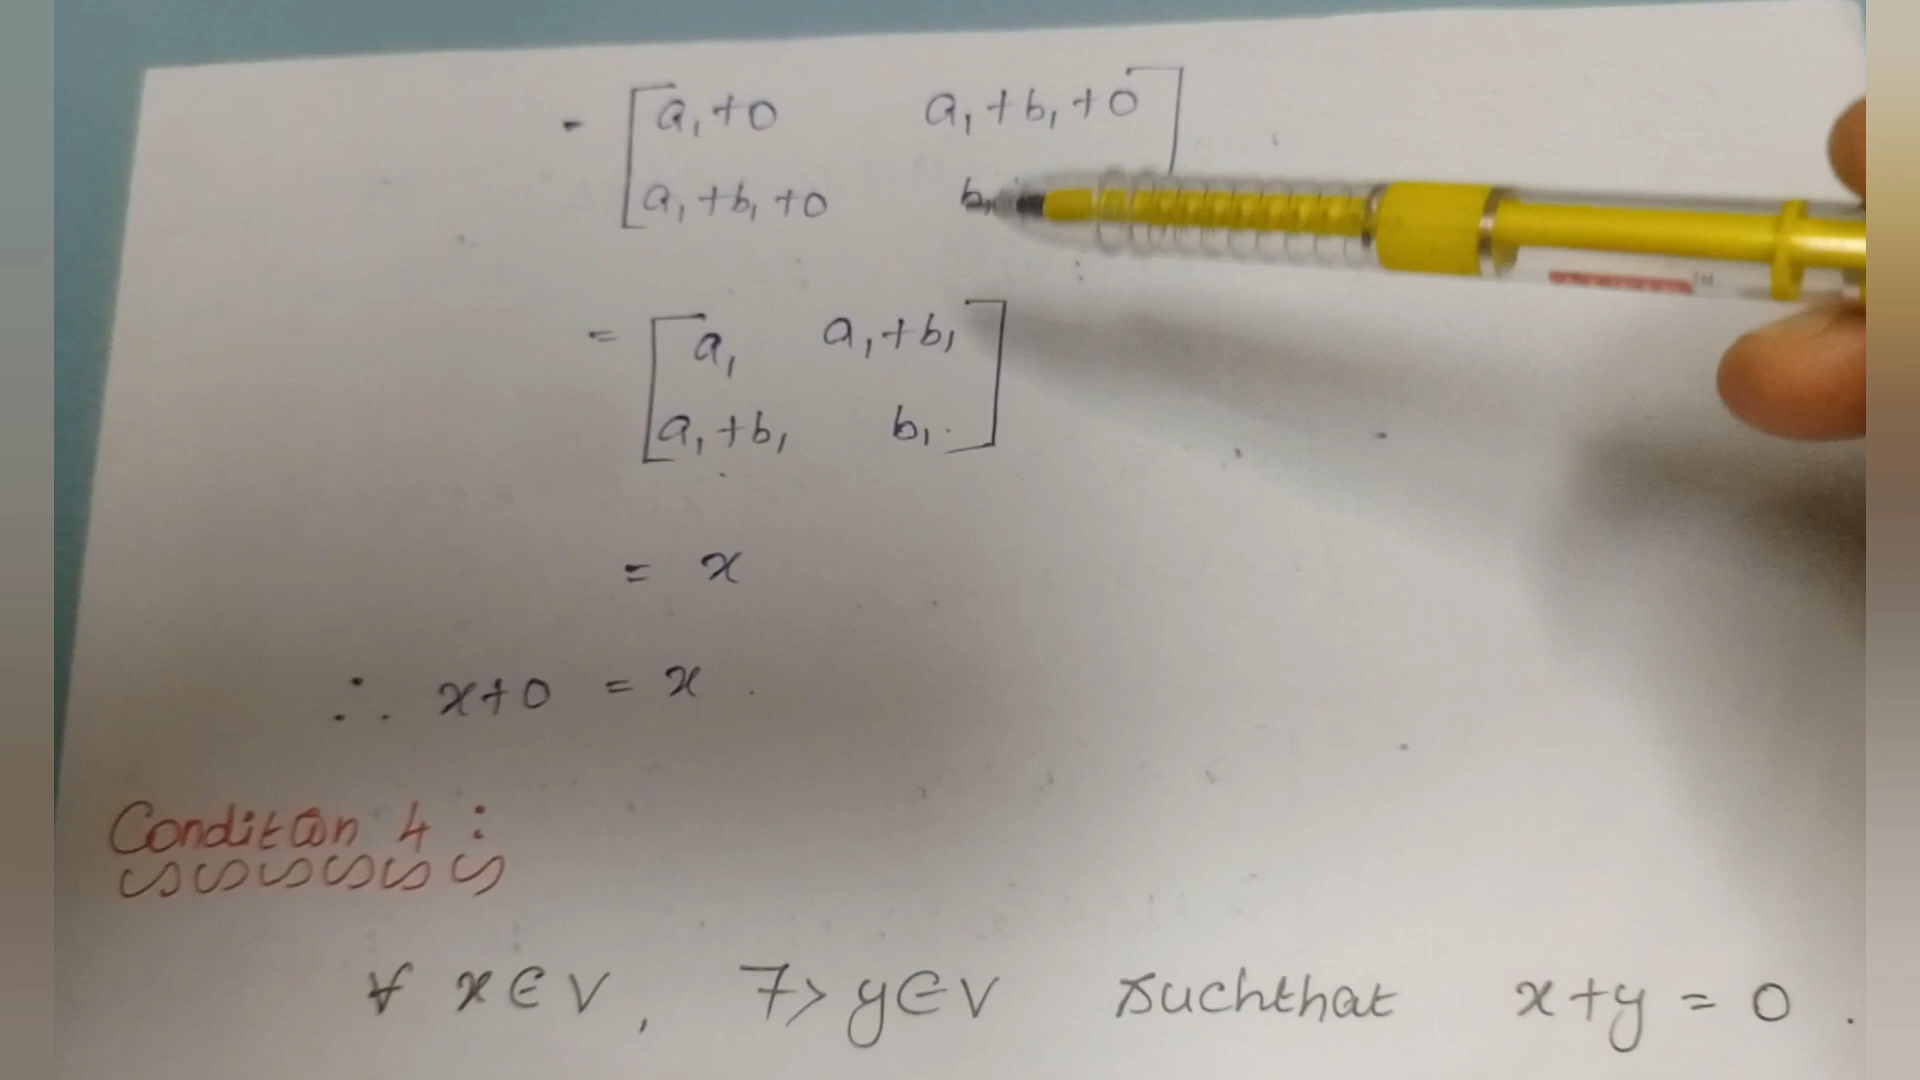 = [ a₁+0 a₁+b₁+0 ]
[ a₁+b₁+0 b₁
= [ a₁ a₁+b₁ ]
[ a₁+b₁ b₁ ]
= x
∴ x+0 = x .
Condition 4 :
∀ x∈V, ∃ y∈V suchthat x+y = 0 .